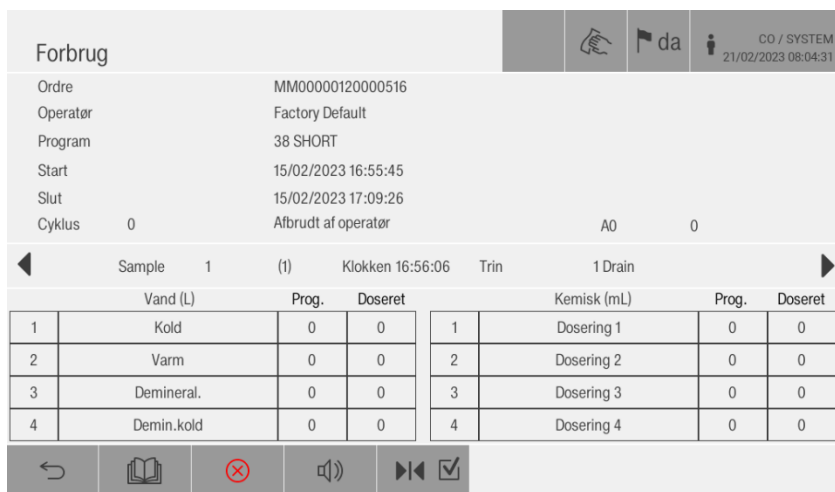 Forbrug
da
CO / SYSTEM
21/02/2023 08:04:31
Ordre MM00000120000516
Operatør Factory Default
Program 38 SHORT
Start 15/02/2023 16:55:45
Slut 15/02/2023 17:09:26
Cyklus 0 Afbrudt af operatør A0 0
Sample 1 (1) Klokken 16:56:06 Trin 1 Drain
Vand (L) Prog. Doseret Kemisk (mL) Prog. Doseret
1 Kold 0 0 1 Dosering 1 0 0
2 Varm 0 0 2 Dosering 2 0 0
3 Demineral. 0 0 3 Dosering 3 0 0
4 Demin.kold 0 0 4 Dosering 4 0 0